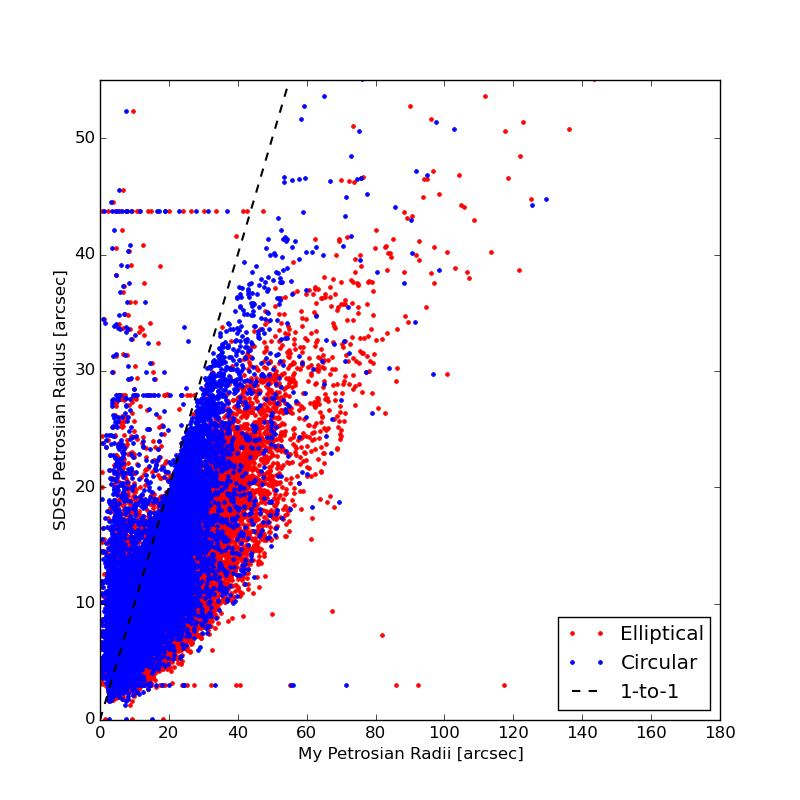 50
40
30
20
10
0
SDSS Petrosian Radius [arcsec]
Elliptical
Circular
1-to-1
0 20 40 60 80 100 120 140 160 180
My Petrosian Radii [arcsec]